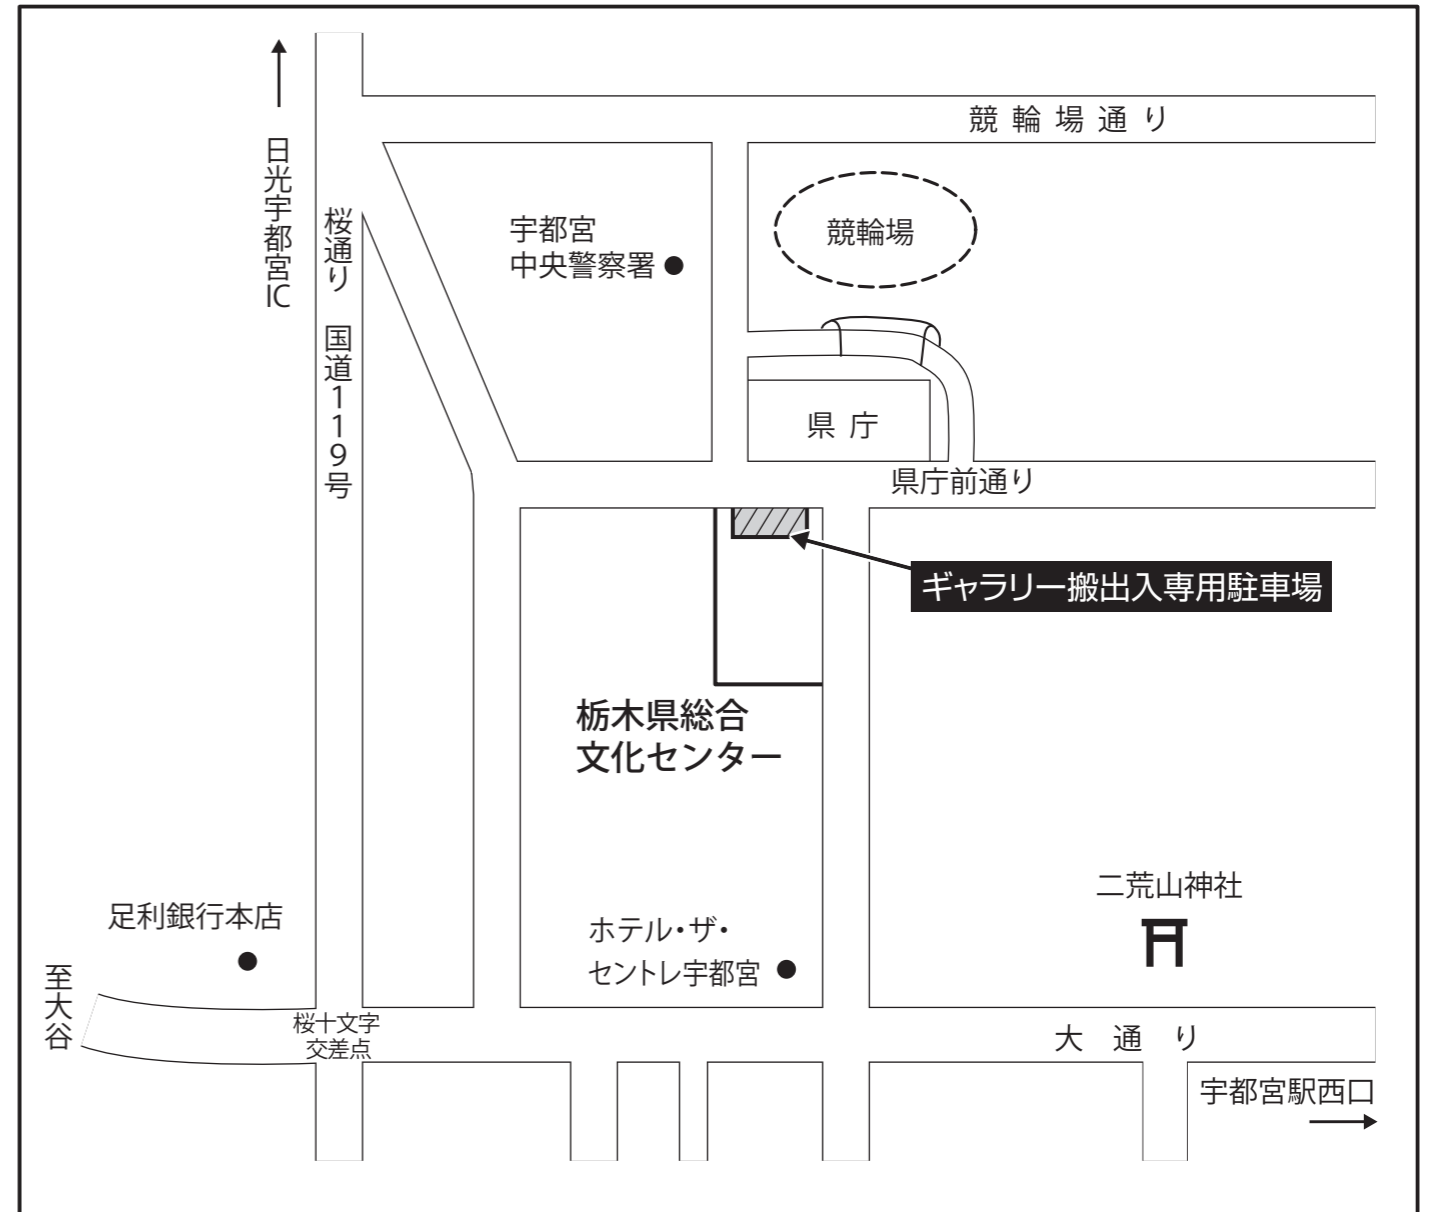 競輪場通り
日光宇都宮IC
桜通り 国道119号
宇都宮
中央警察署
競輪場
県庁
県庁前通り
ギャラリー搬出入専用駐車場
栃木県総合
文化センター
二荒山神社
足利銀行本店
ホテル・ザ・
セントレ宇都宮
至大谷
桜十文字
交差点
大通り
宇都宮駅西口